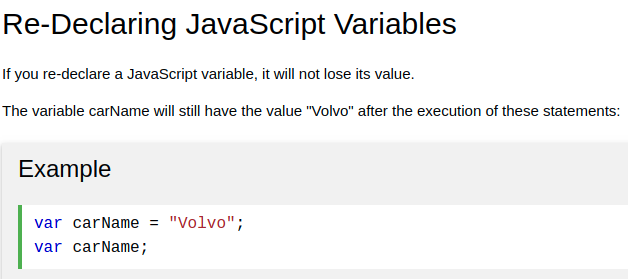 Re-Declaring JavaScript Variables
If you re-declare a JavaScript variable, it will not lose its value.
The variable carName will still have the value "Volvo" after the execution of these statements:
Example
var carName = "Volvo";
var carName;